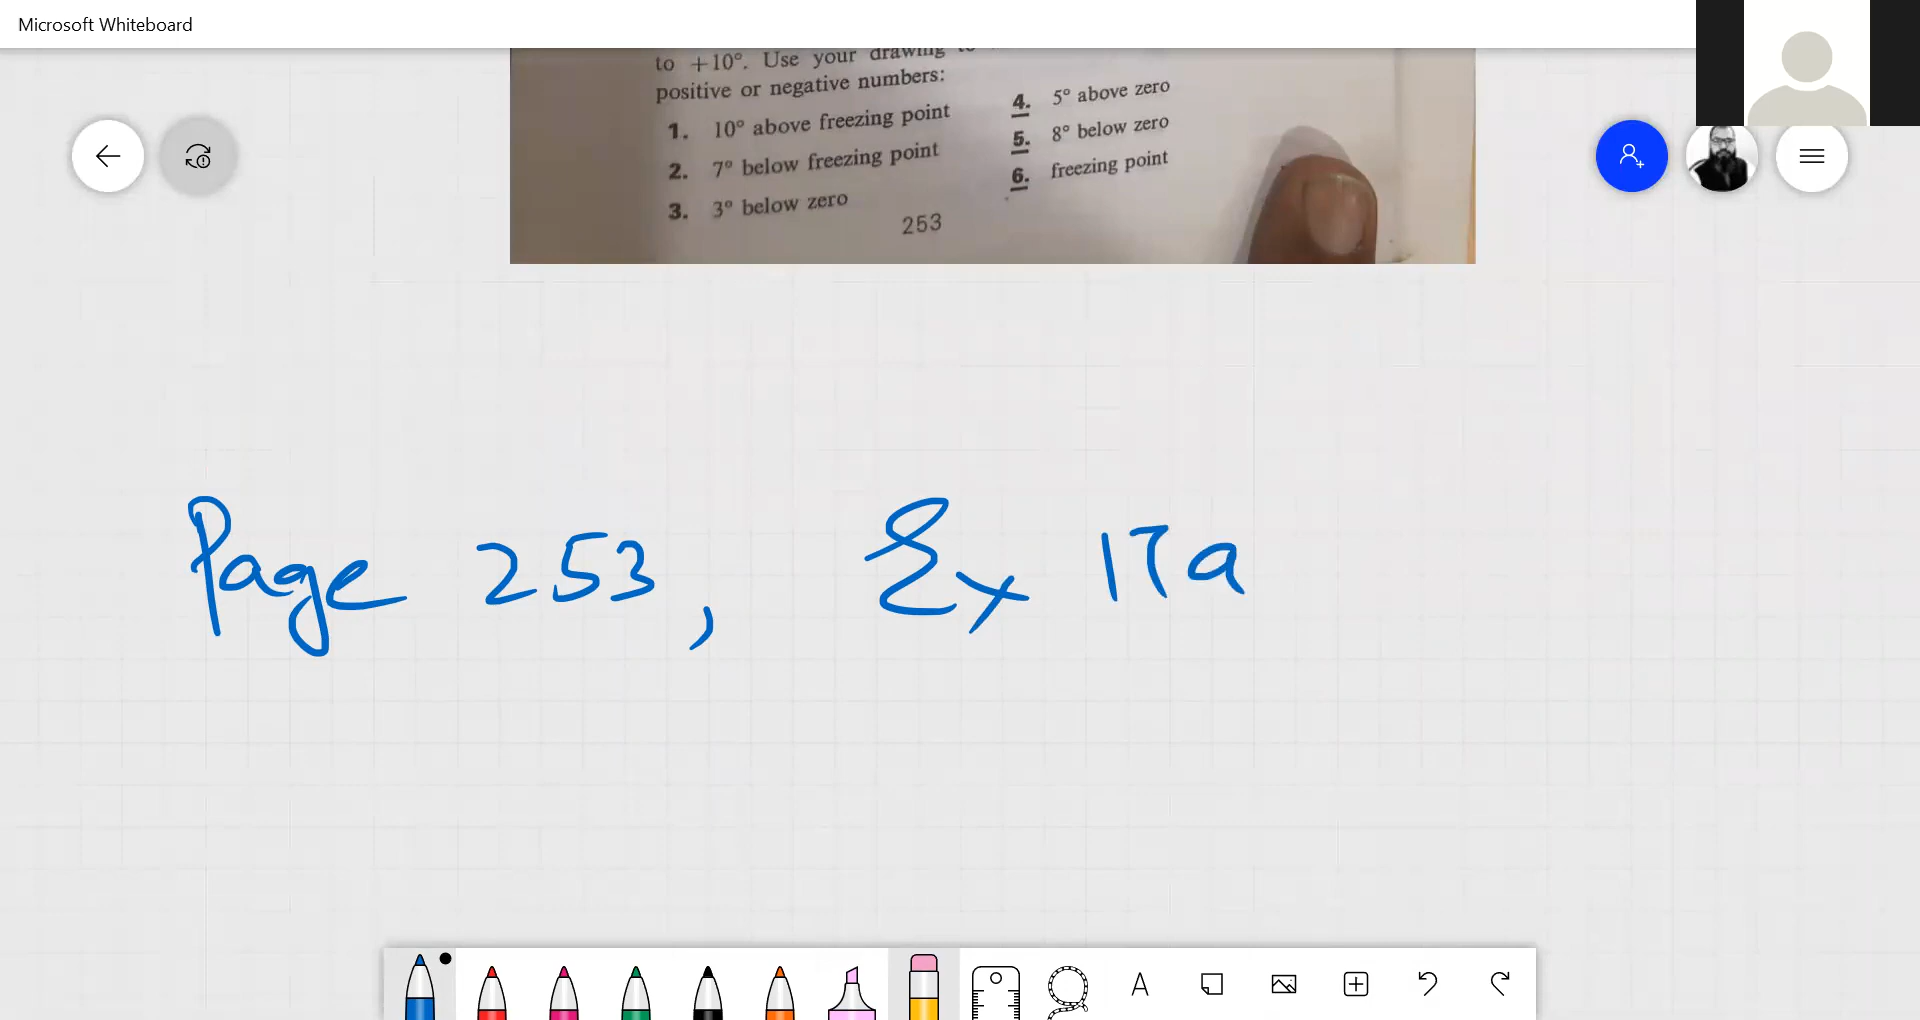 Microsoft Whiteboard
to +10°. Use your drawing to
positive or negative numbers:
1. 10° above freezing point
2. 7° below freezing point
3. 3° below zero
4. 5° above zero
5. 8° below zero
6. freezing point
253
Page 253, Ex 17a